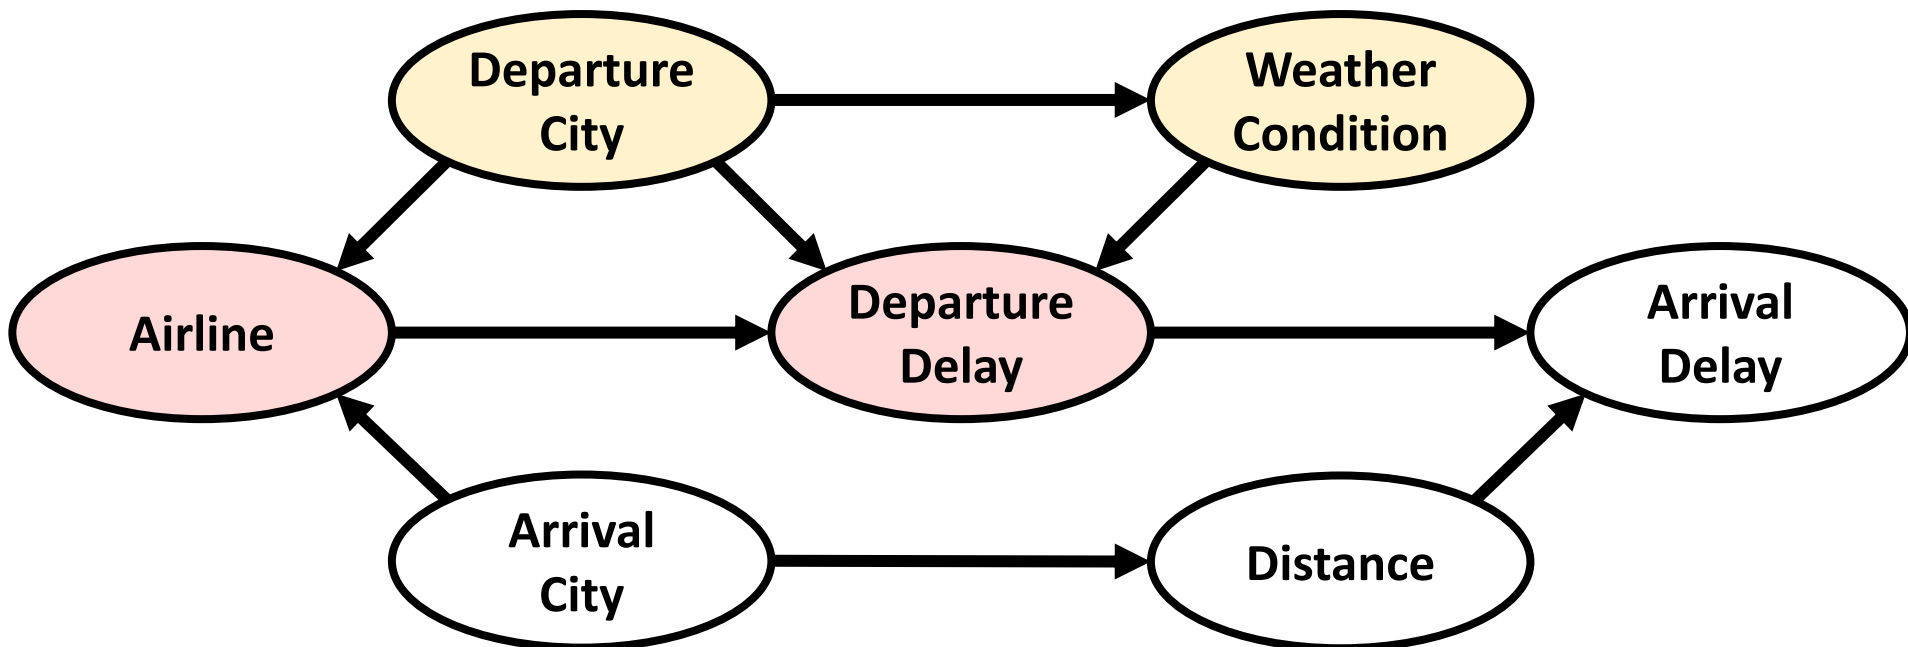 Departure
City
Weather
Condition
Airline
Departure
Delay
Arrival
Delay
Arrival
City
Distance